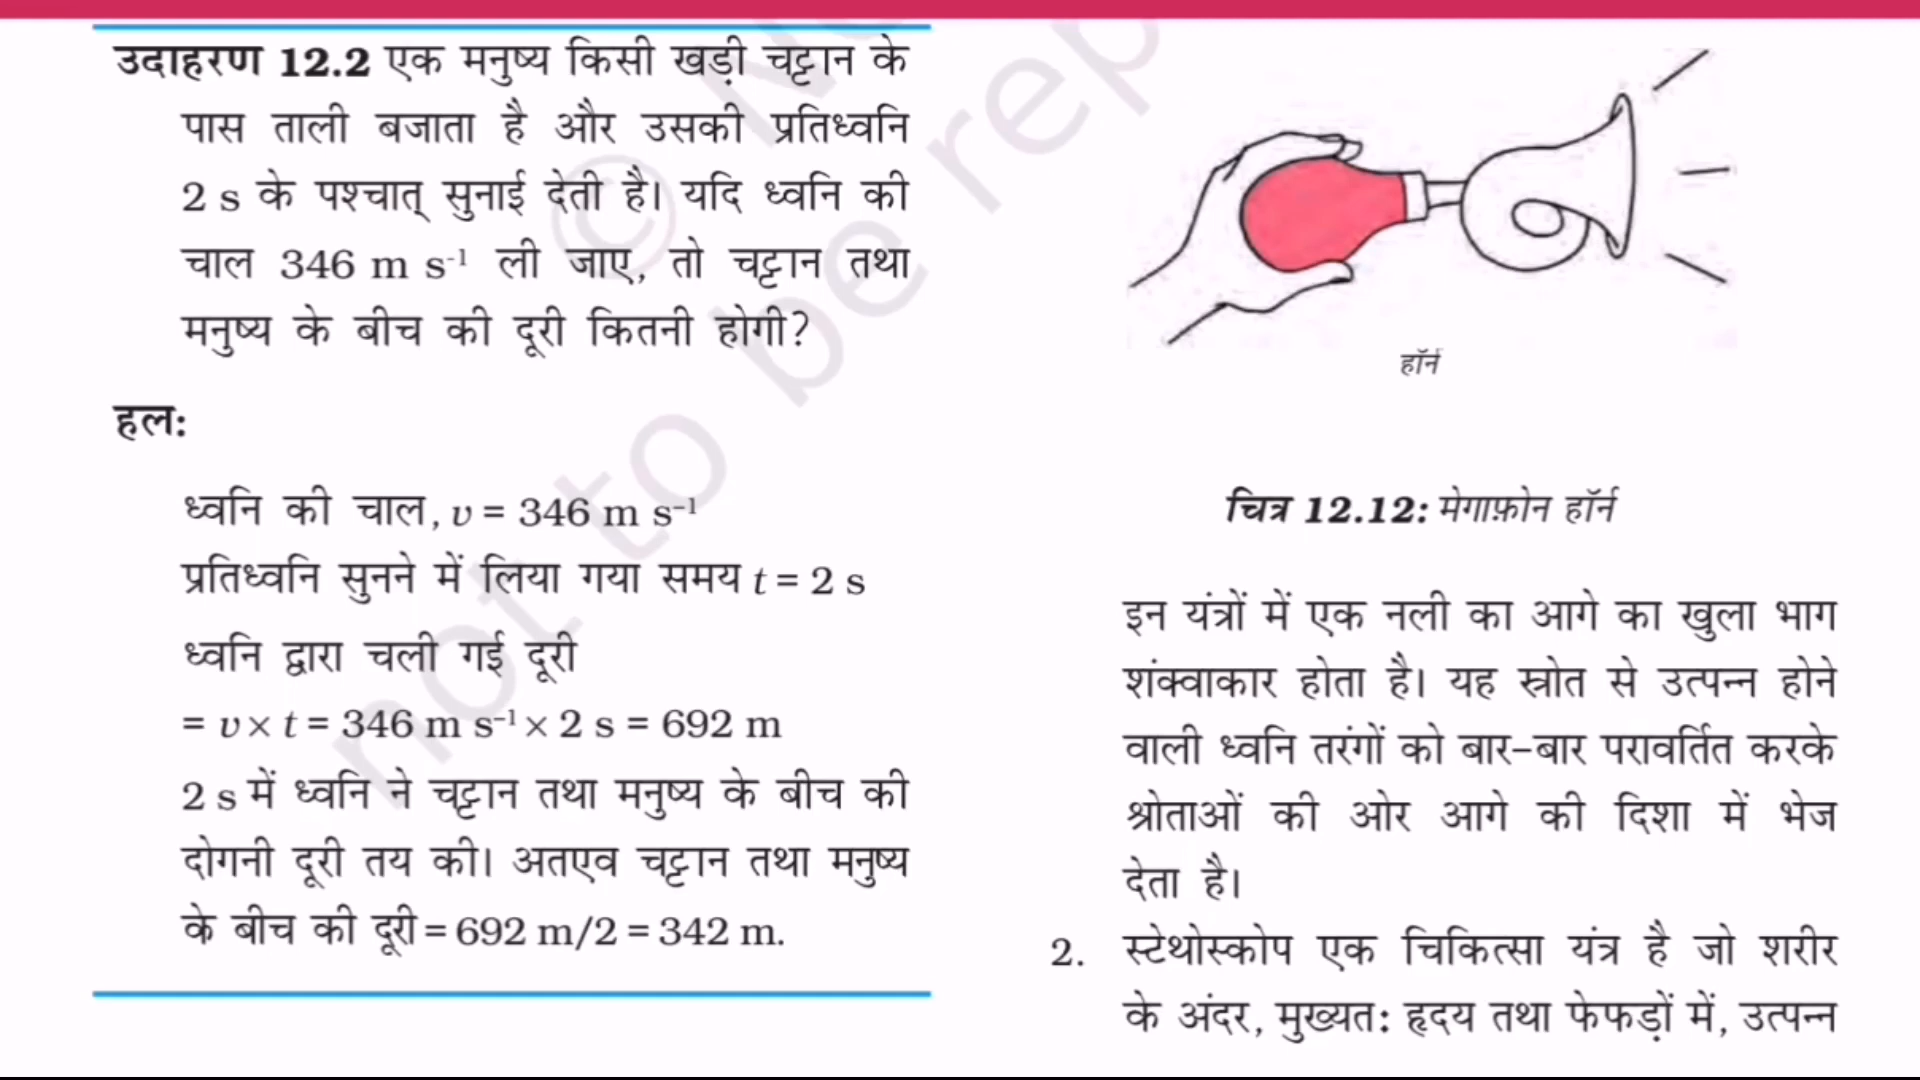 उदाहरण 12.2 एक मनुष्य किसी खड़ी चट्टान के
पास ताली बजाता है और उसकी प्रतिध्वनि
2 s के पश्चात् सुनाई देती है। यदि ध्वनि की
चाल 346 m s⁻¹ ली जाए, तो चट्टान तथा
मनुष्य के बीच की दूरी कितनी होगी?
हल:
ध्वनि की चाल, v = 346 m s⁻¹
प्रतिध्वनि सुनने में लिया गया समय t = 2 s
ध्वनि द्वारा चली गई दूरी
= v × t = 346 m s⁻¹ × 2 s = 692 m
2 s में ध्वनि ने चट्टान तथा मनुष्य के बीच की
दोगनी दूरी तय की। अतएव चट्टान तथा मनुष्य
के बीच की दूरी = 692 m/2 = 342 m.
हॉर्न
चित्र 12.12: मेगाफ़ोन हॉर्न
इन यंत्रों में एक नली का आगे का खुला भाग
शंक्वाकार होता है। यह स्रोत से उत्पन्न होने
वाली ध्वनि तरंगों को बार-बार परावर्तित करके
श्रोताओं की ओर आगे की दिशा में भेज
देता है।
2. स्टेथोस्कोप एक चिकित्सा यंत्र है जो शरीर
के अंदर, मुख्यत: हृदय तथा फेफड़ों में, उत्पन्न
© N
not to be rep